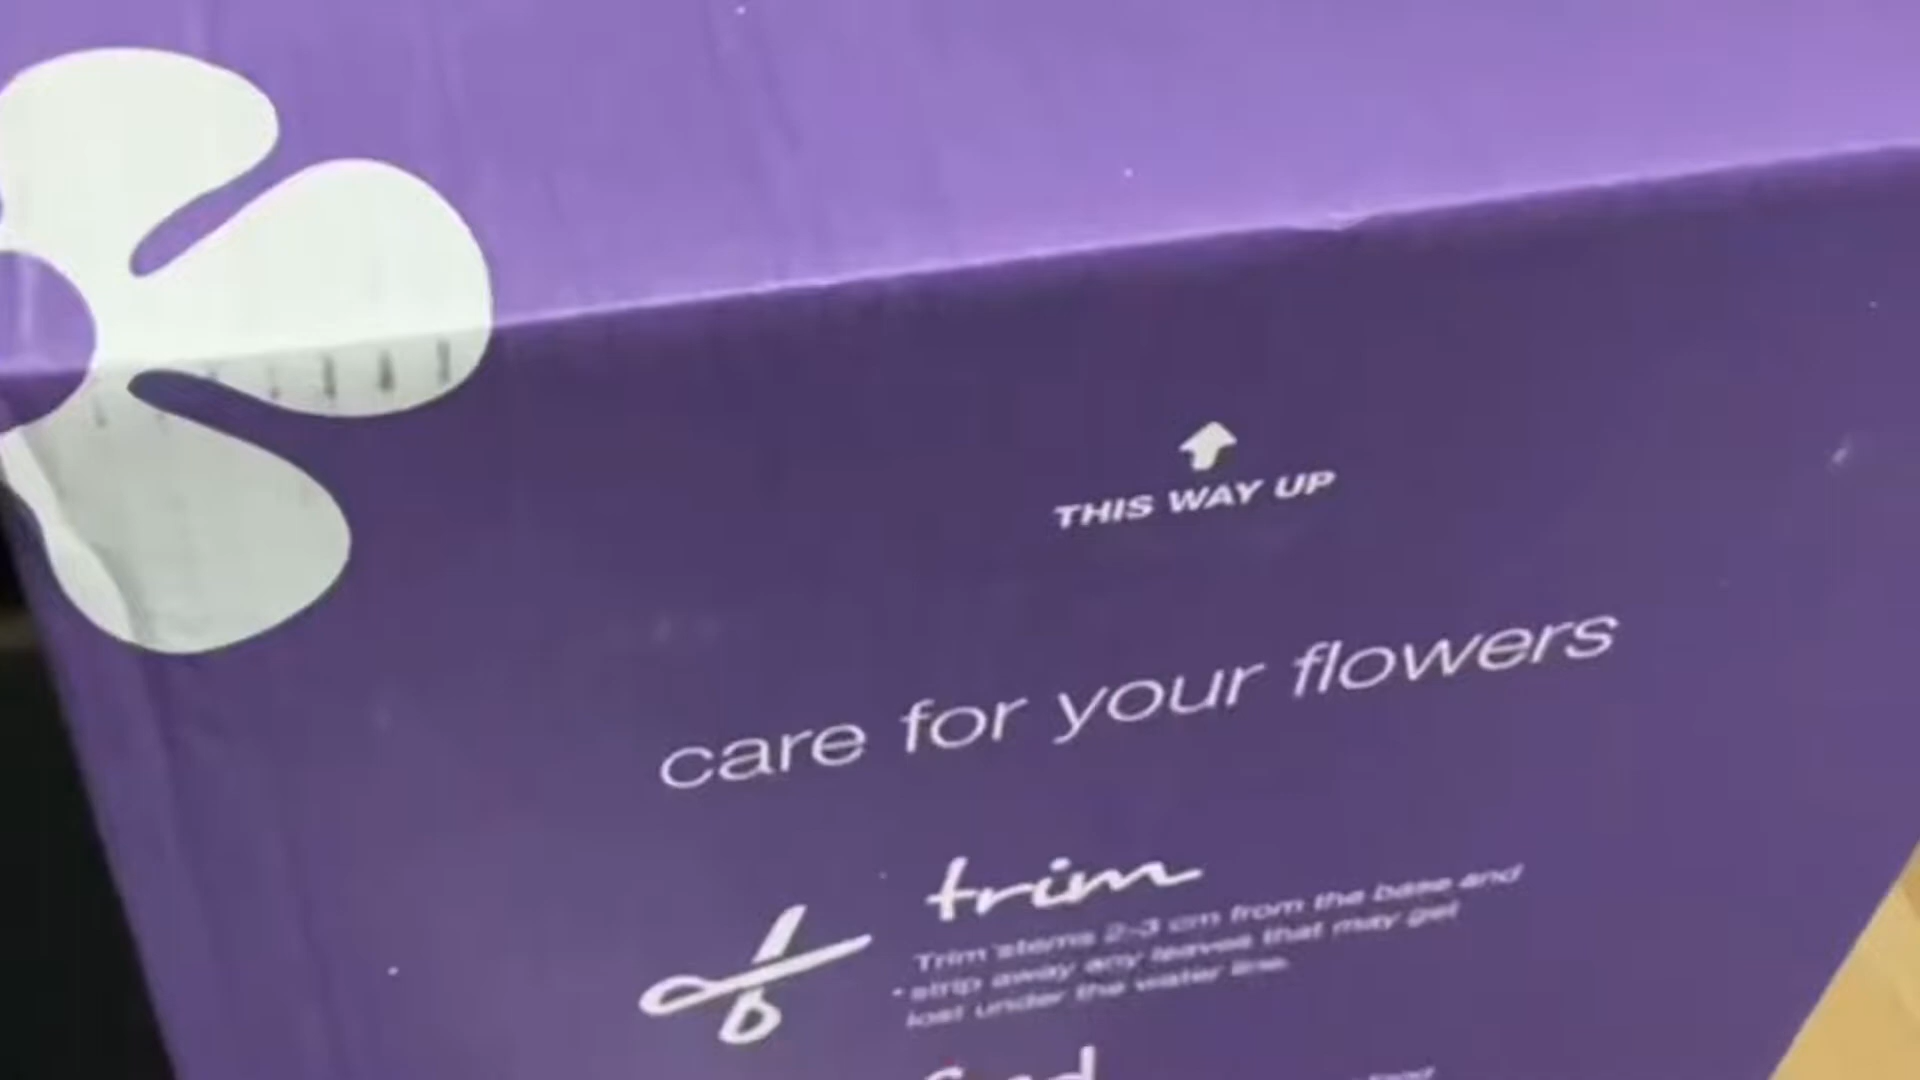 THIS WAY UP
care for your flowers
trim
Trim stems 2-3 cm from the base and
strip away any leaves that may get
lost under the water line.